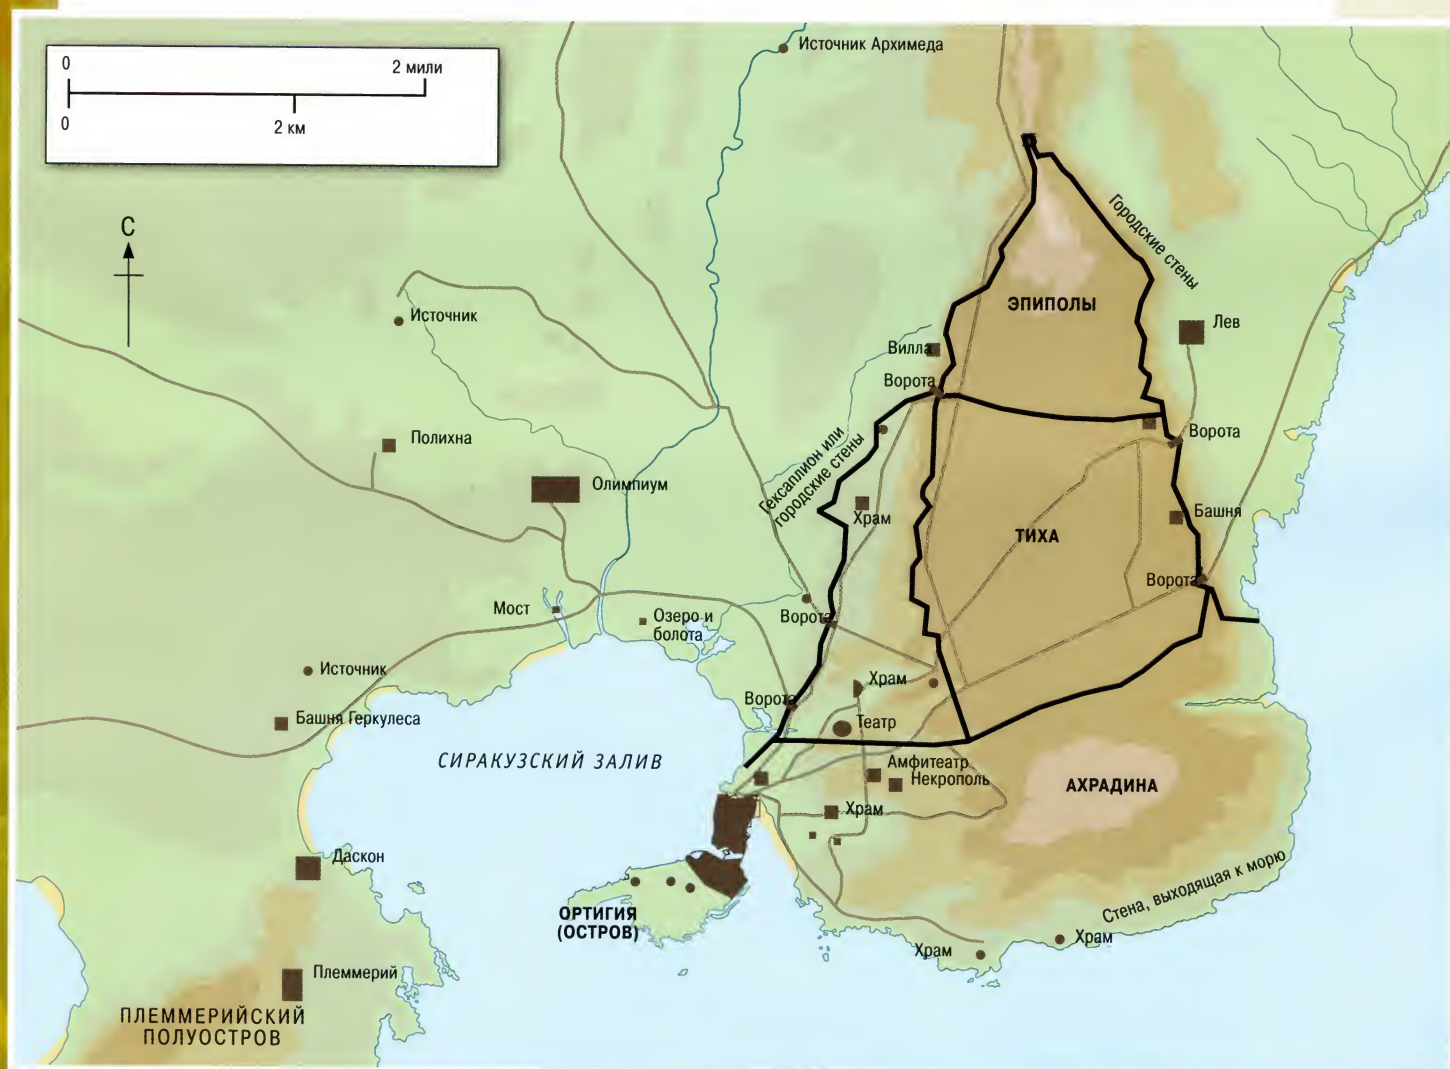 0
2 мили
0
2 км
С
Источник Архимеда
Городские стены
ЭПИПОЛЫ
Источник
Лев
Вилла
Ворота
Полихна
Гексаплион или
городские стены
Ворота
Олимпиум
Храм
Башня
ТИХА
Ворота
Мост
Озеро и
болота
Ворота
Источник
Храм
Ворота
Башня Геркулеса
Театр
СИРАКУЗСКИЙ ЗАЛИВ
Амфитеатр
Некрополь
АХРАДИНА
Храм
Даскон
Стена, выходящая к морю
ОРТИГИЯ
(ОСТРОВ)
Храм
Храм
Племмерий
ПЛЕММЕРИЙСКИЙ
ПОЛУОСТРОВ